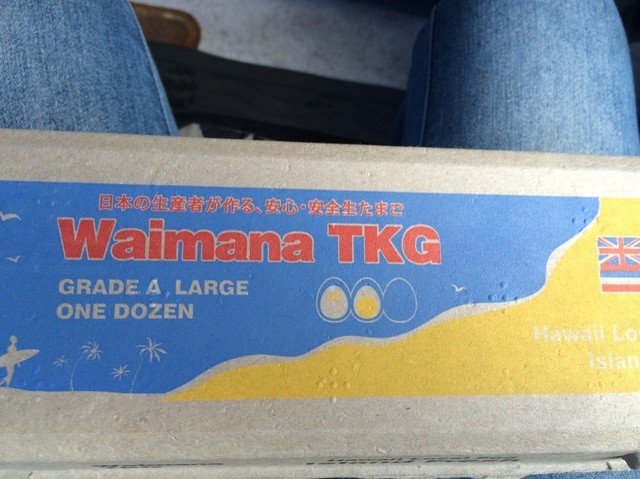 日本の生産者が作る、安心・安全生たまご
Waimana TKG
GRADE A LARGE
ONE DOZEN
Hawaii